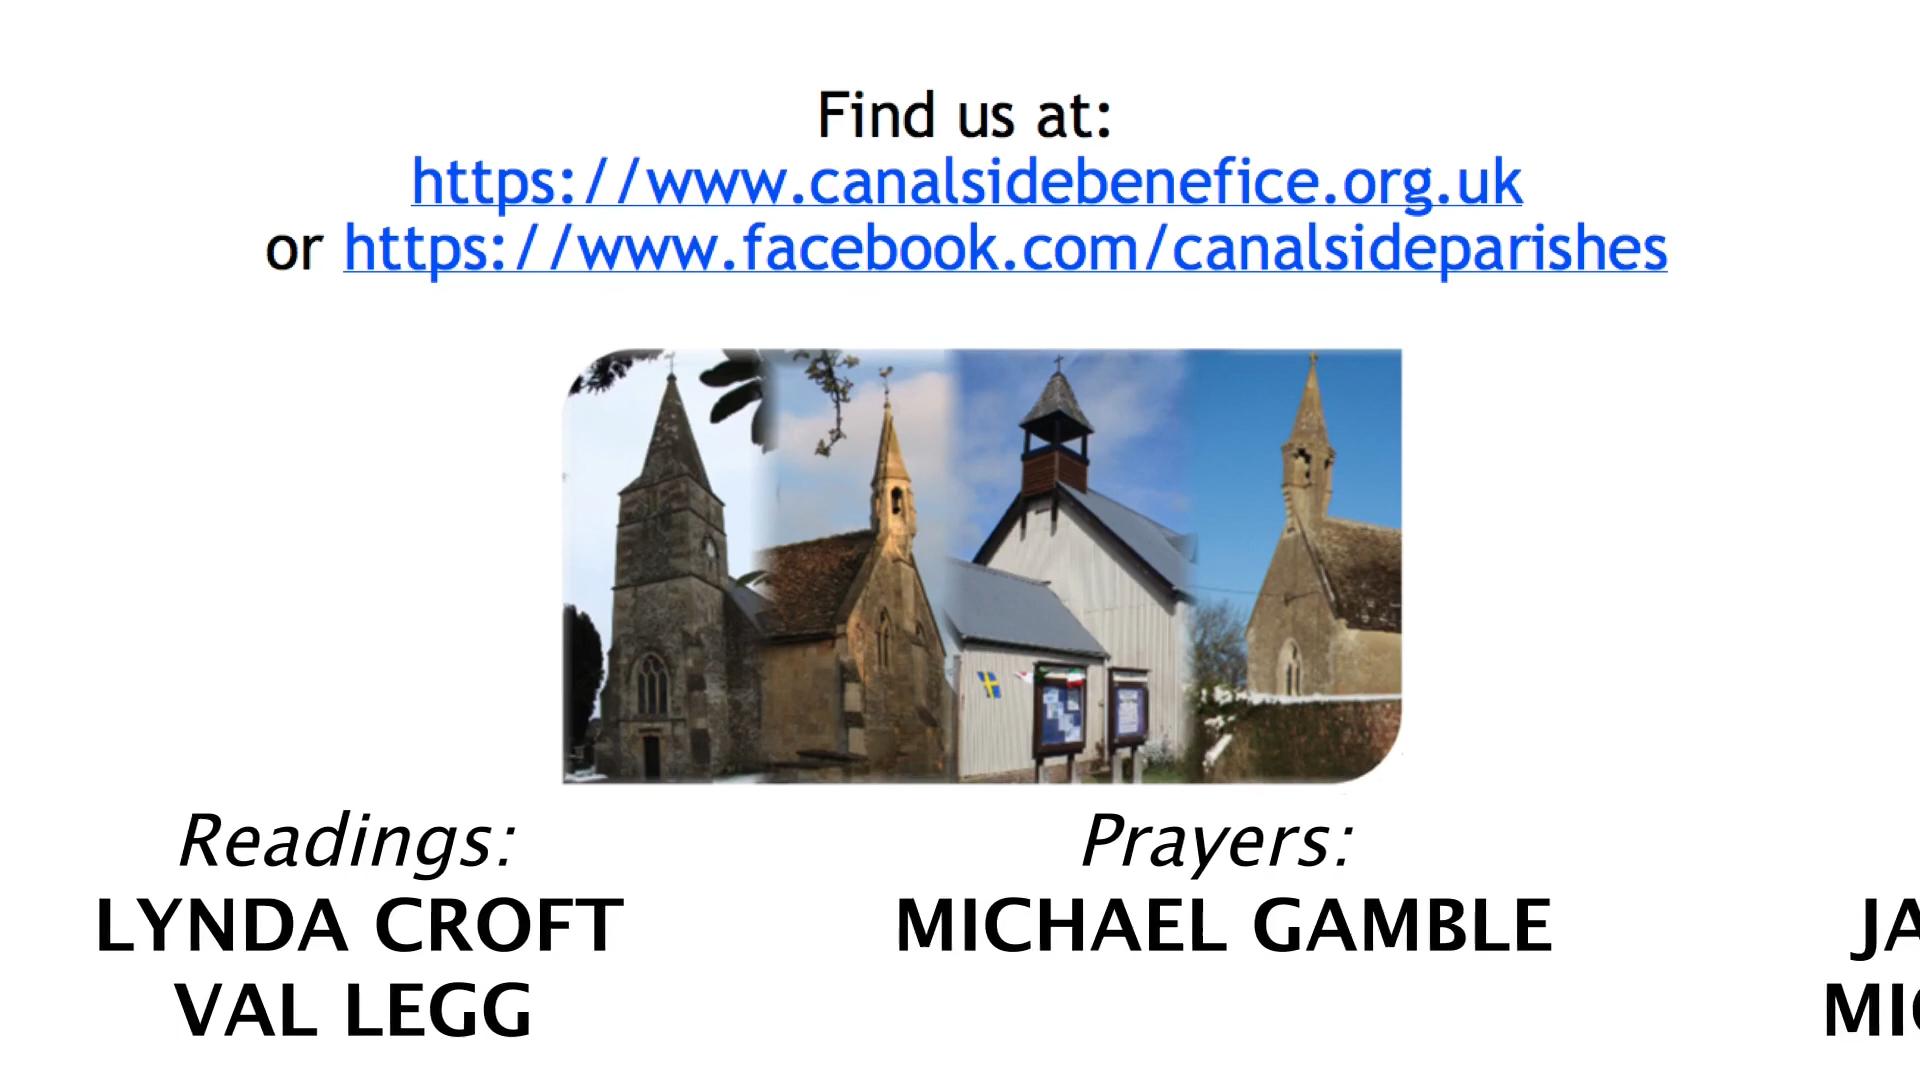 Find us at:
https://www.canalsidebenefice.org.uk
or https://www.facebook.com/canalsideparishes
Readings:
LYNDA CROFT
VAL LEGG
Prayers:
MICHAEL GAMBLE